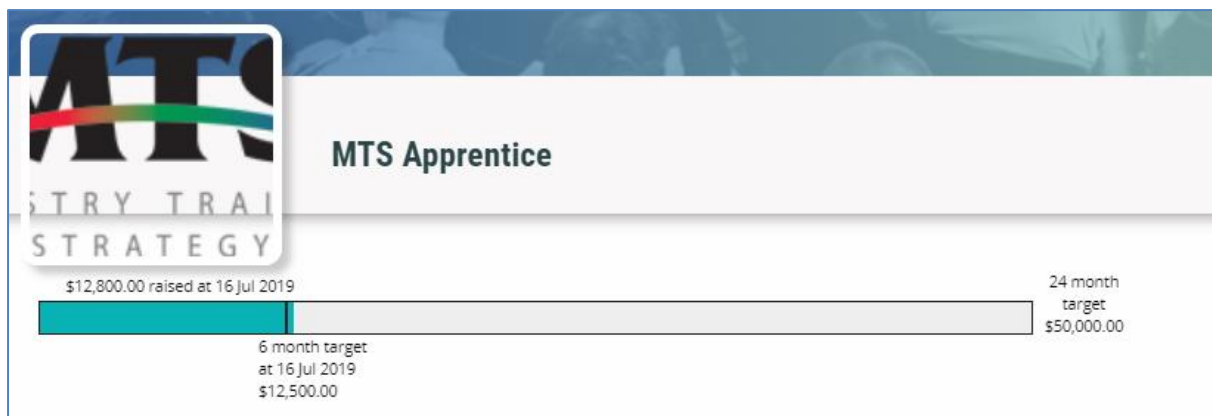 MTS
STRY TRAI
STRATEGY
MTS Apprentice
$12,800.00 raised at 16 Jul 2019
24 month
target
$50,000.00
6 month target
at 16 Jul 2019
$12,500.00